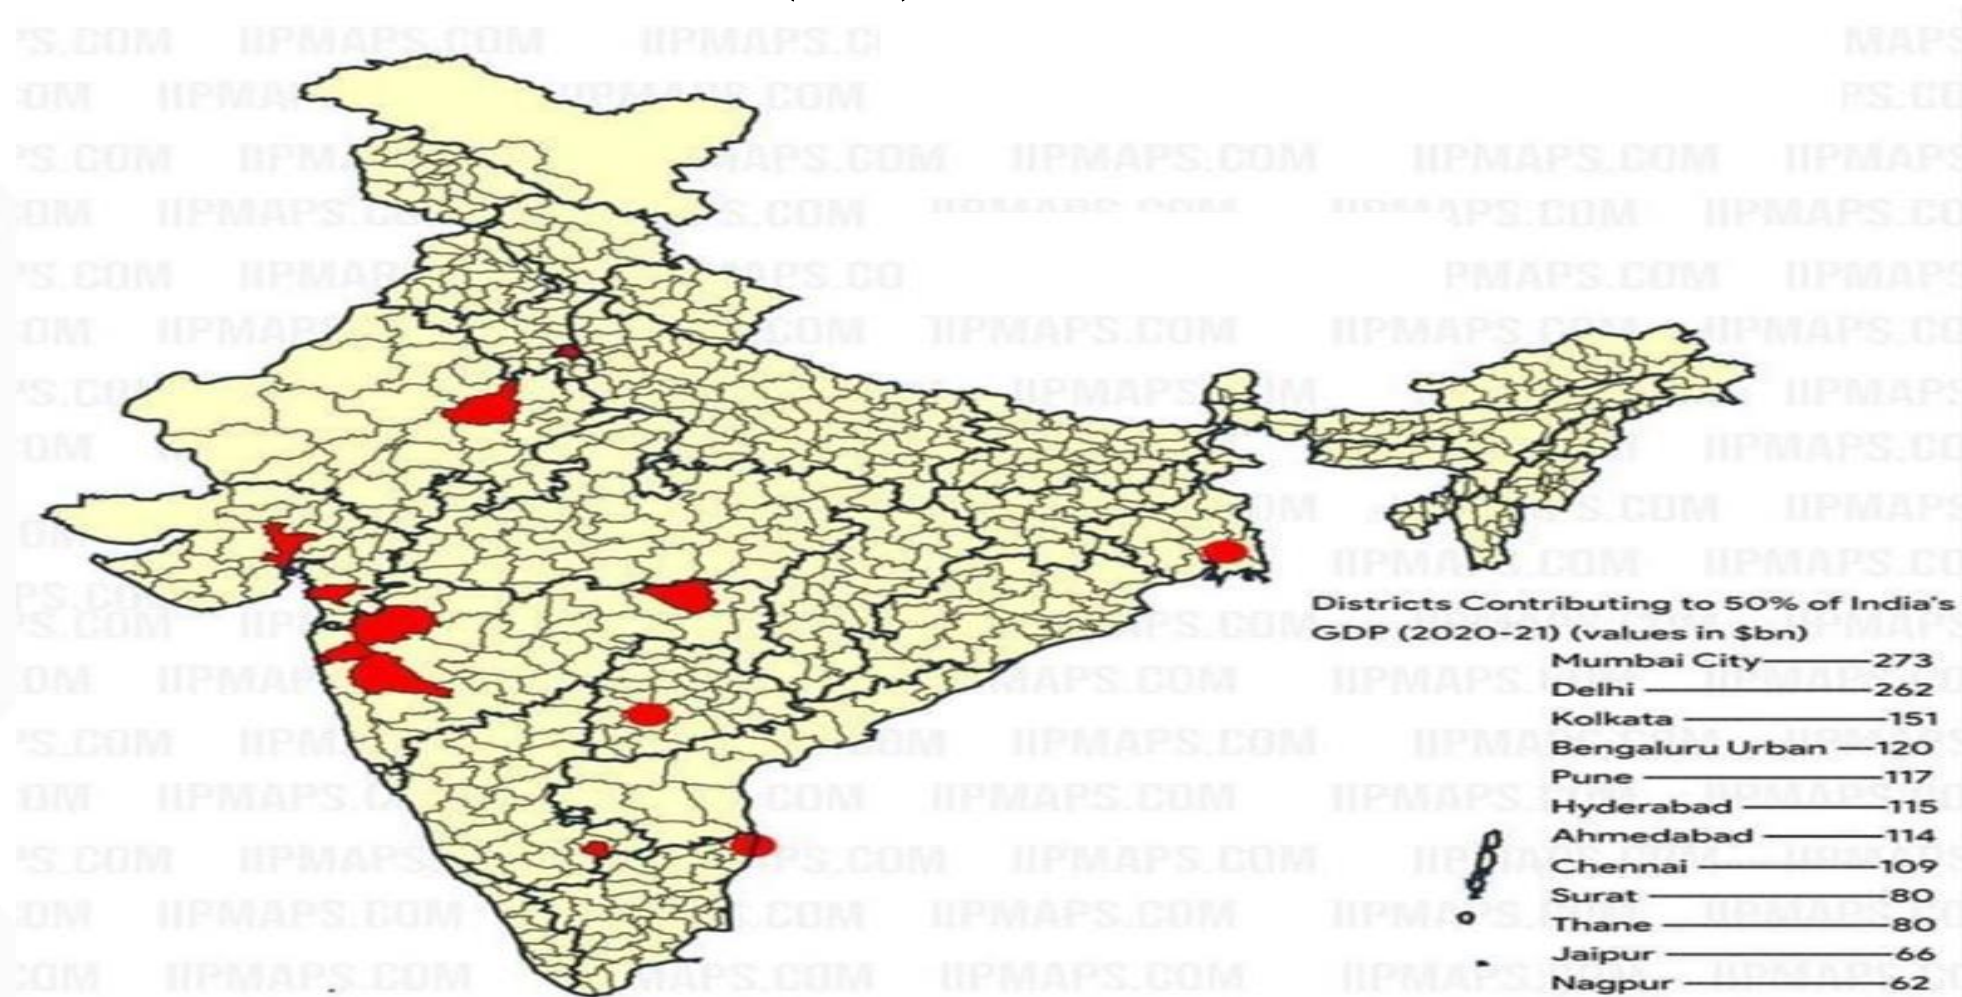 Districts Contributing to 50% of India's
GDP (2020-21) (values in $bn)
Mumbai City 273
Delhi 262
Kolkata 151
Bengaluru Urban 120
Pune 117
Hyderabad 115
Ahmedabad 114
Chennai 109
Surat 80
Thane 80
Jaipur 66
Nagpur 62
IIPMAPS.COM